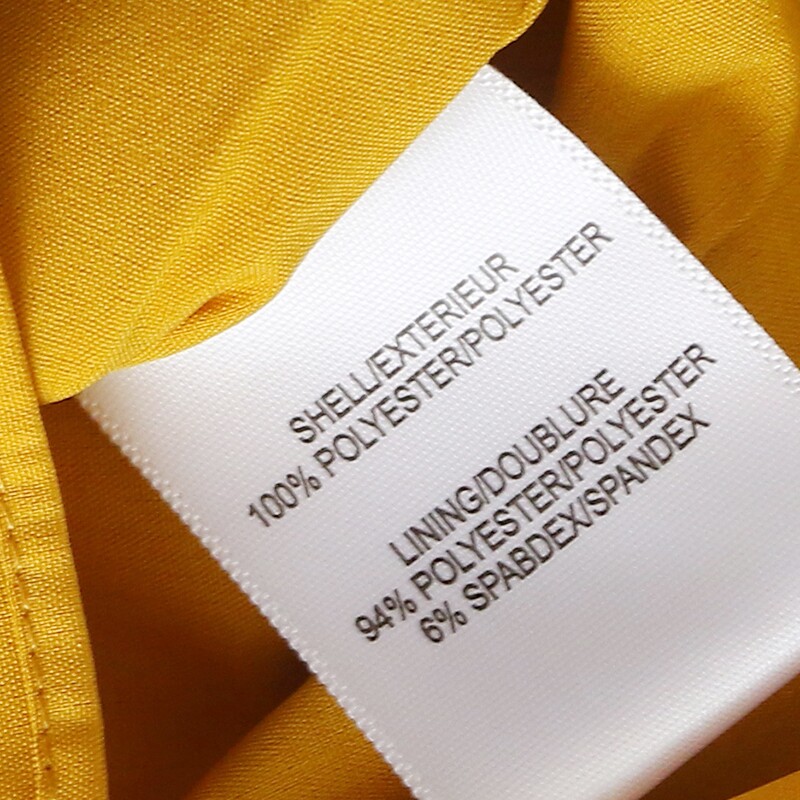 SHELL/EXTERIEUR
100% POLYESTER/POLYESTER
LINING/DOUBLURE
94% POLYESTER/POLYESTER
6% SPABDEX/SPANDEX